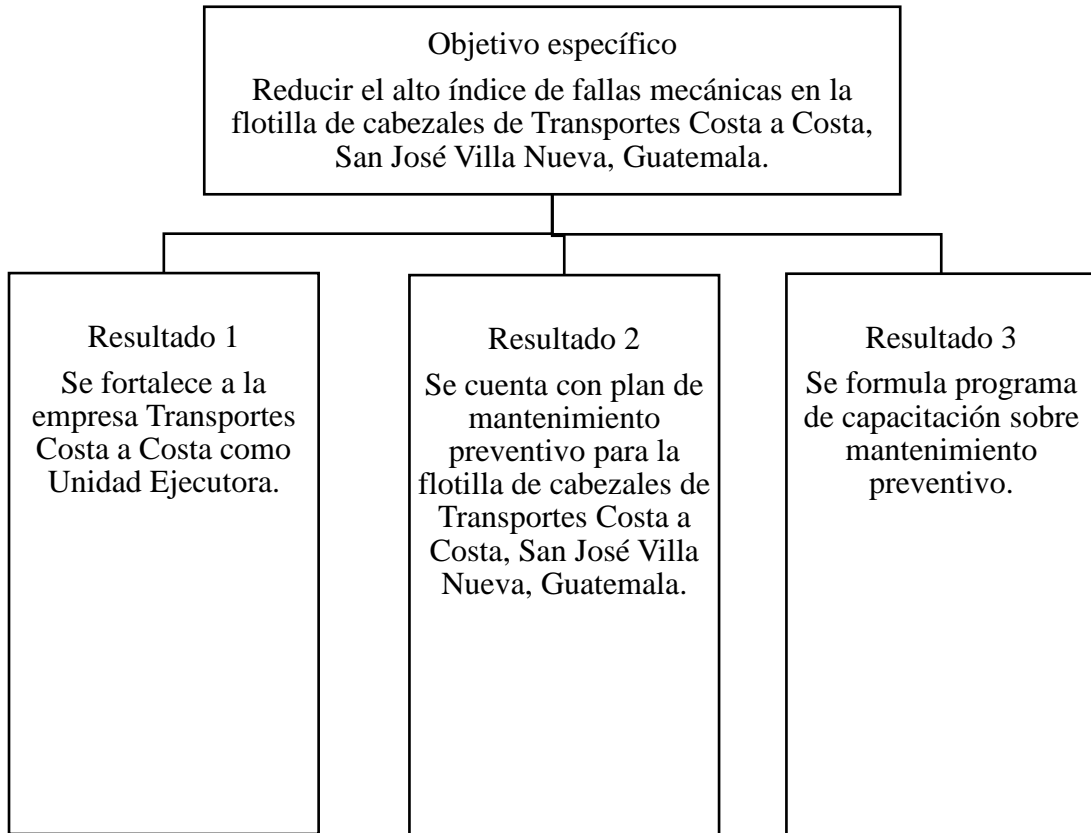 Objetivo específico
Reducir el alto índice de fallas mecánicas en la
flotilla de cabezales de Transportes Costa a Costa,
San José Villa Nueva, Guatemala.
Resultado 1
Se fortalece a la
empresa Transportes
Costa a Costa como
Unidad Ejecutora.
Resultado 2
Se cuenta con plan de
mantenimiento
preventivo para la
flotilla de cabezales de
Transportes Costa a
Costa, San José Villa
Nueva, Guatemala.
Resultado 3
Se formula programa
de capacitación sobre
mantenimiento
preventivo.